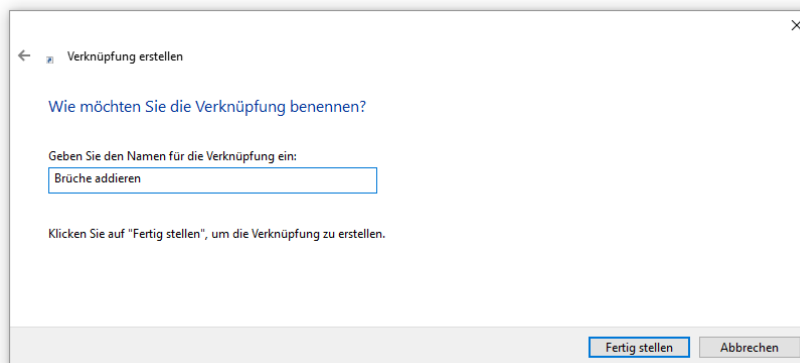 Verknüpfung erstellen
Wie möchten Sie die Verknüpfung benennen?
Geben Sie den Namen für die Verknüpfung ein:
Brüche addieren
Klicken Sie auf "Fertig stellen", um die Verknüpfung zu erstellen.
Fertig stellen Abbrechen